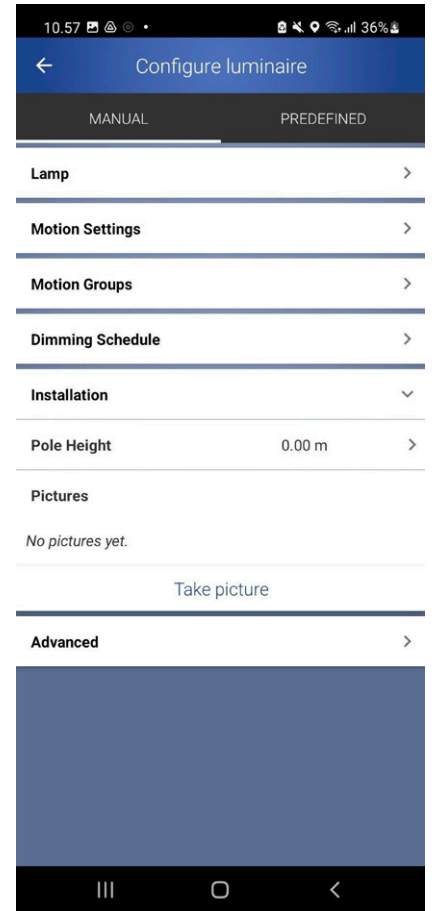 10.57 36%
Configure luminaire
MANUAL PREDEFINED
Lamp
Motion Settings
Motion Groups
Dimming Schedule
Installation
Pole Height 0.00 m
Pictures
No pictures yet.
Take picture
Advanced